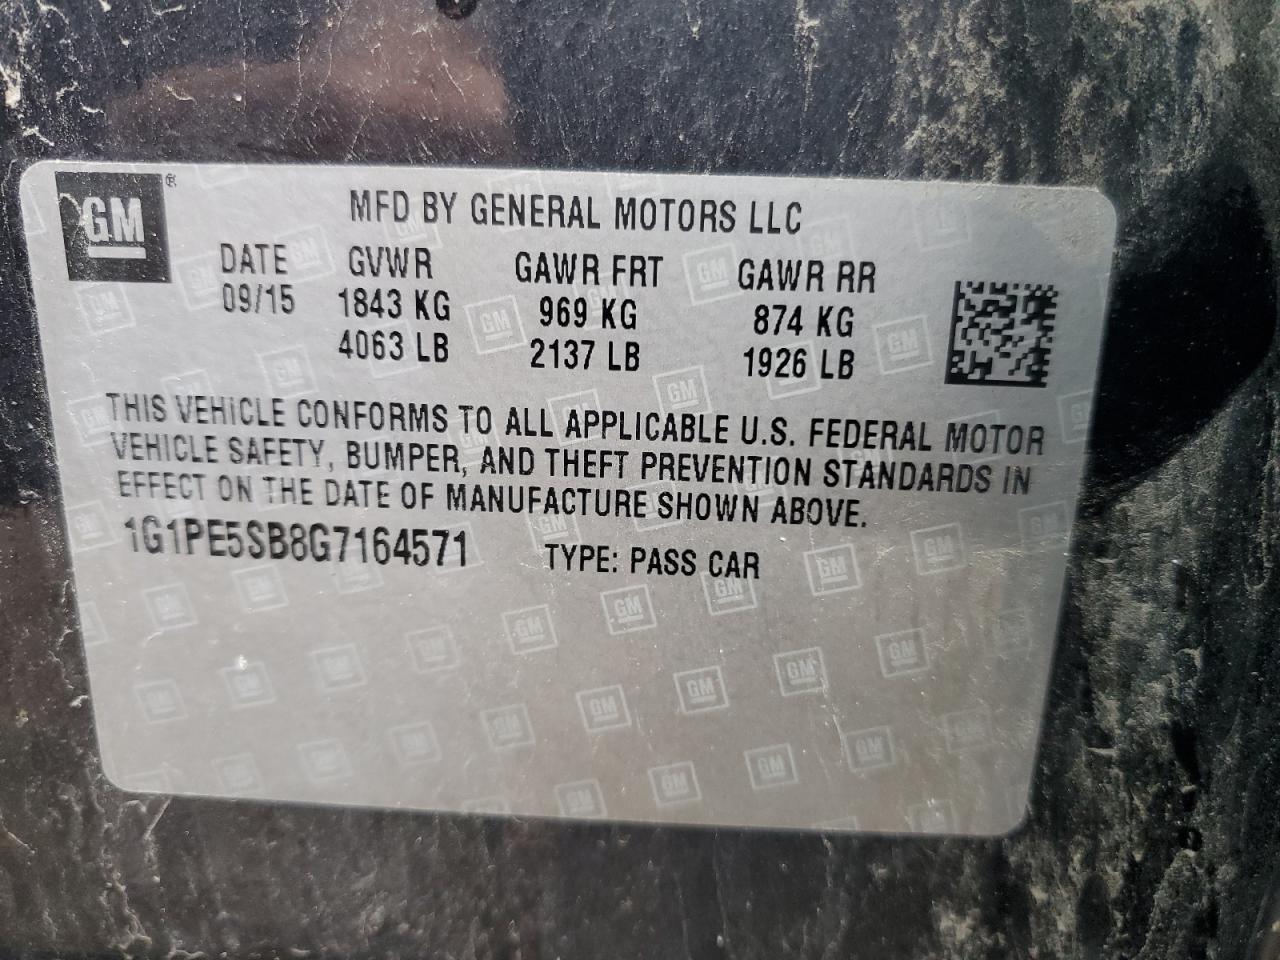 GM®
MFD BY GENERAL MOTORS LLC
DATE GVWR GAWR FRT GAWR RR
09/15 1843 KG 969 KG 874 KG
4063 LB 2137 LB 1926 LB
THIS VEHICLE CONFORMS TO ALL APPLICABLE U.S. FEDERAL MOTOR
VEHICLE SAFETY, BUMPER, AND THEFT PREVENTION STANDARDS IN
EFFECT ON THE DATE OF MANUFACTURE SHOWN ABOVE.
1G1PE5SB8G7164571 TYPE: PASS CAR